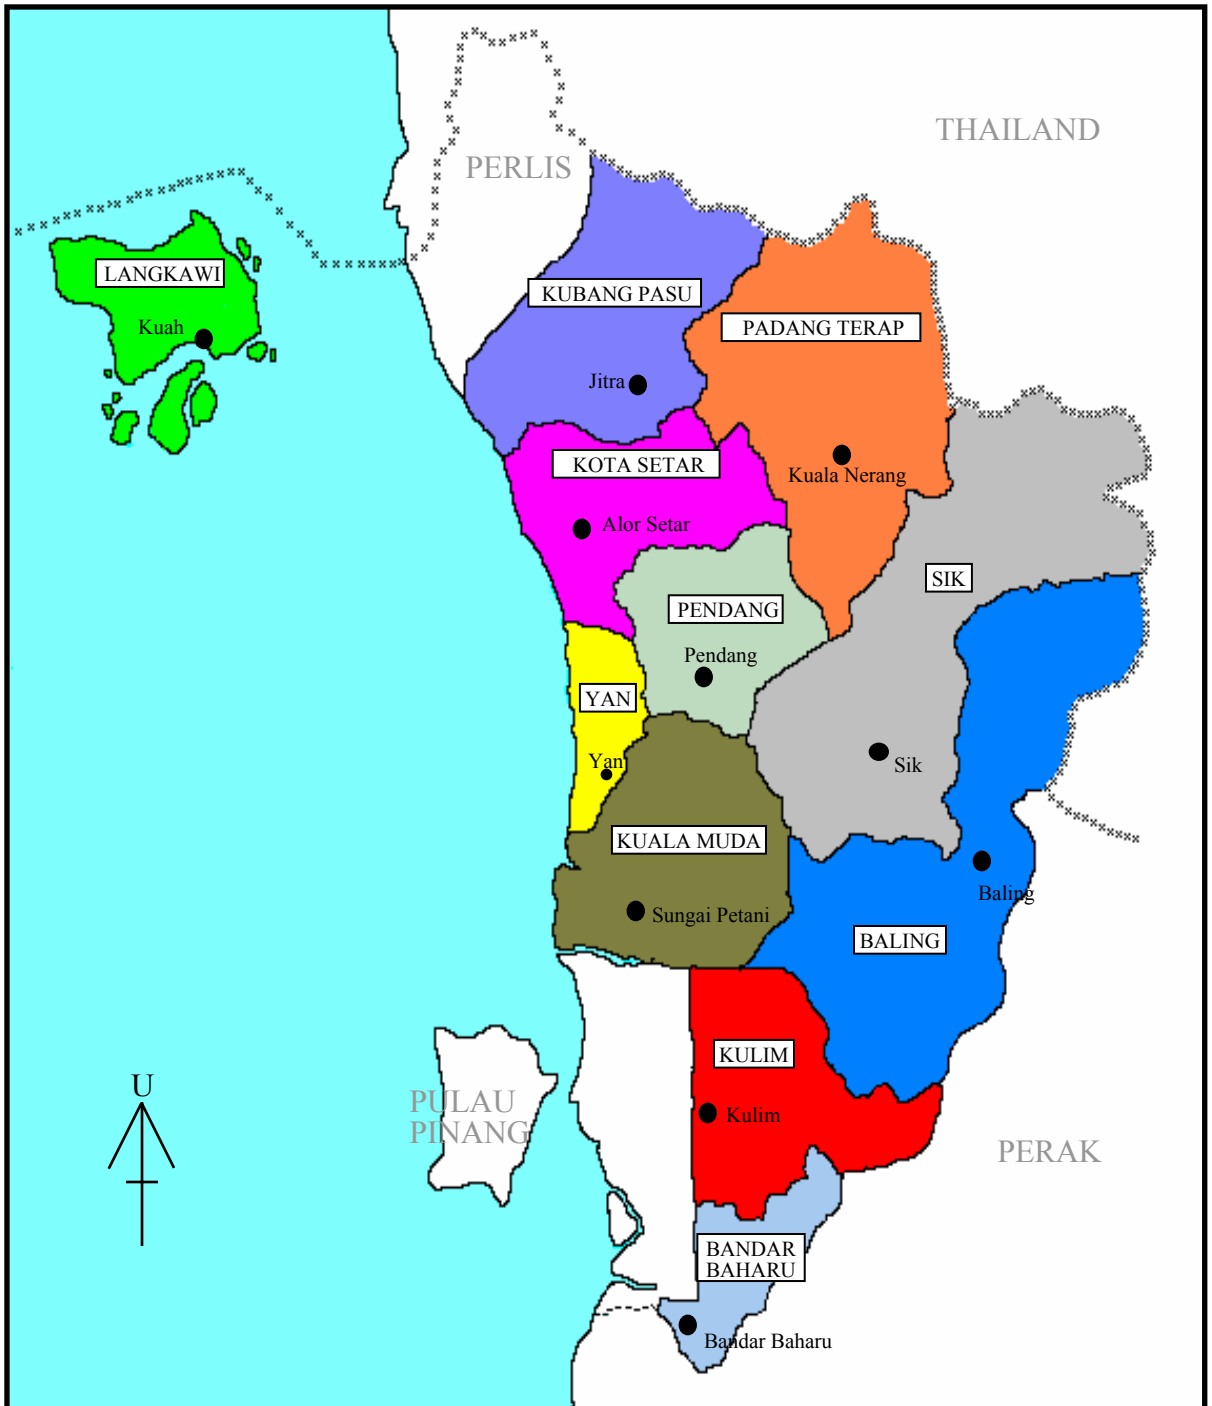 THAILAND
PERLIS
LANGKAWI
Kuah
KUBANG PASU
PADANG TERAP
Jitra
KOTA SETAR
Kuala Nerang
Alor Setar
SIK
PENDANG
Pendang
YAN
Yan
Sik
KUALA MUDA
Baling
Sungai Petani
BALING
KULIM
U
PULAU
PINANG
Kulim
PERAK
BANDAR
BAHARU
Bandar Baharu